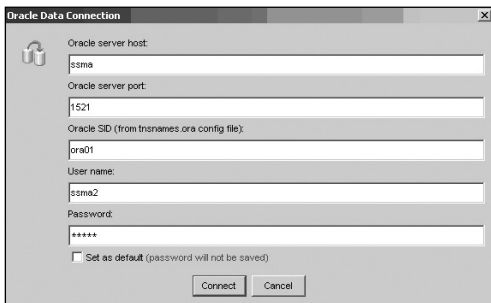 Oracle Data Connection
Oracle server host:
ssma
Oracle server port:
1521
Oracle SID (from tnsnames.ora config file):
ora01
User name:
ssma2
Password:
*****
Set as default (password will not be saved)
Connect Cancel